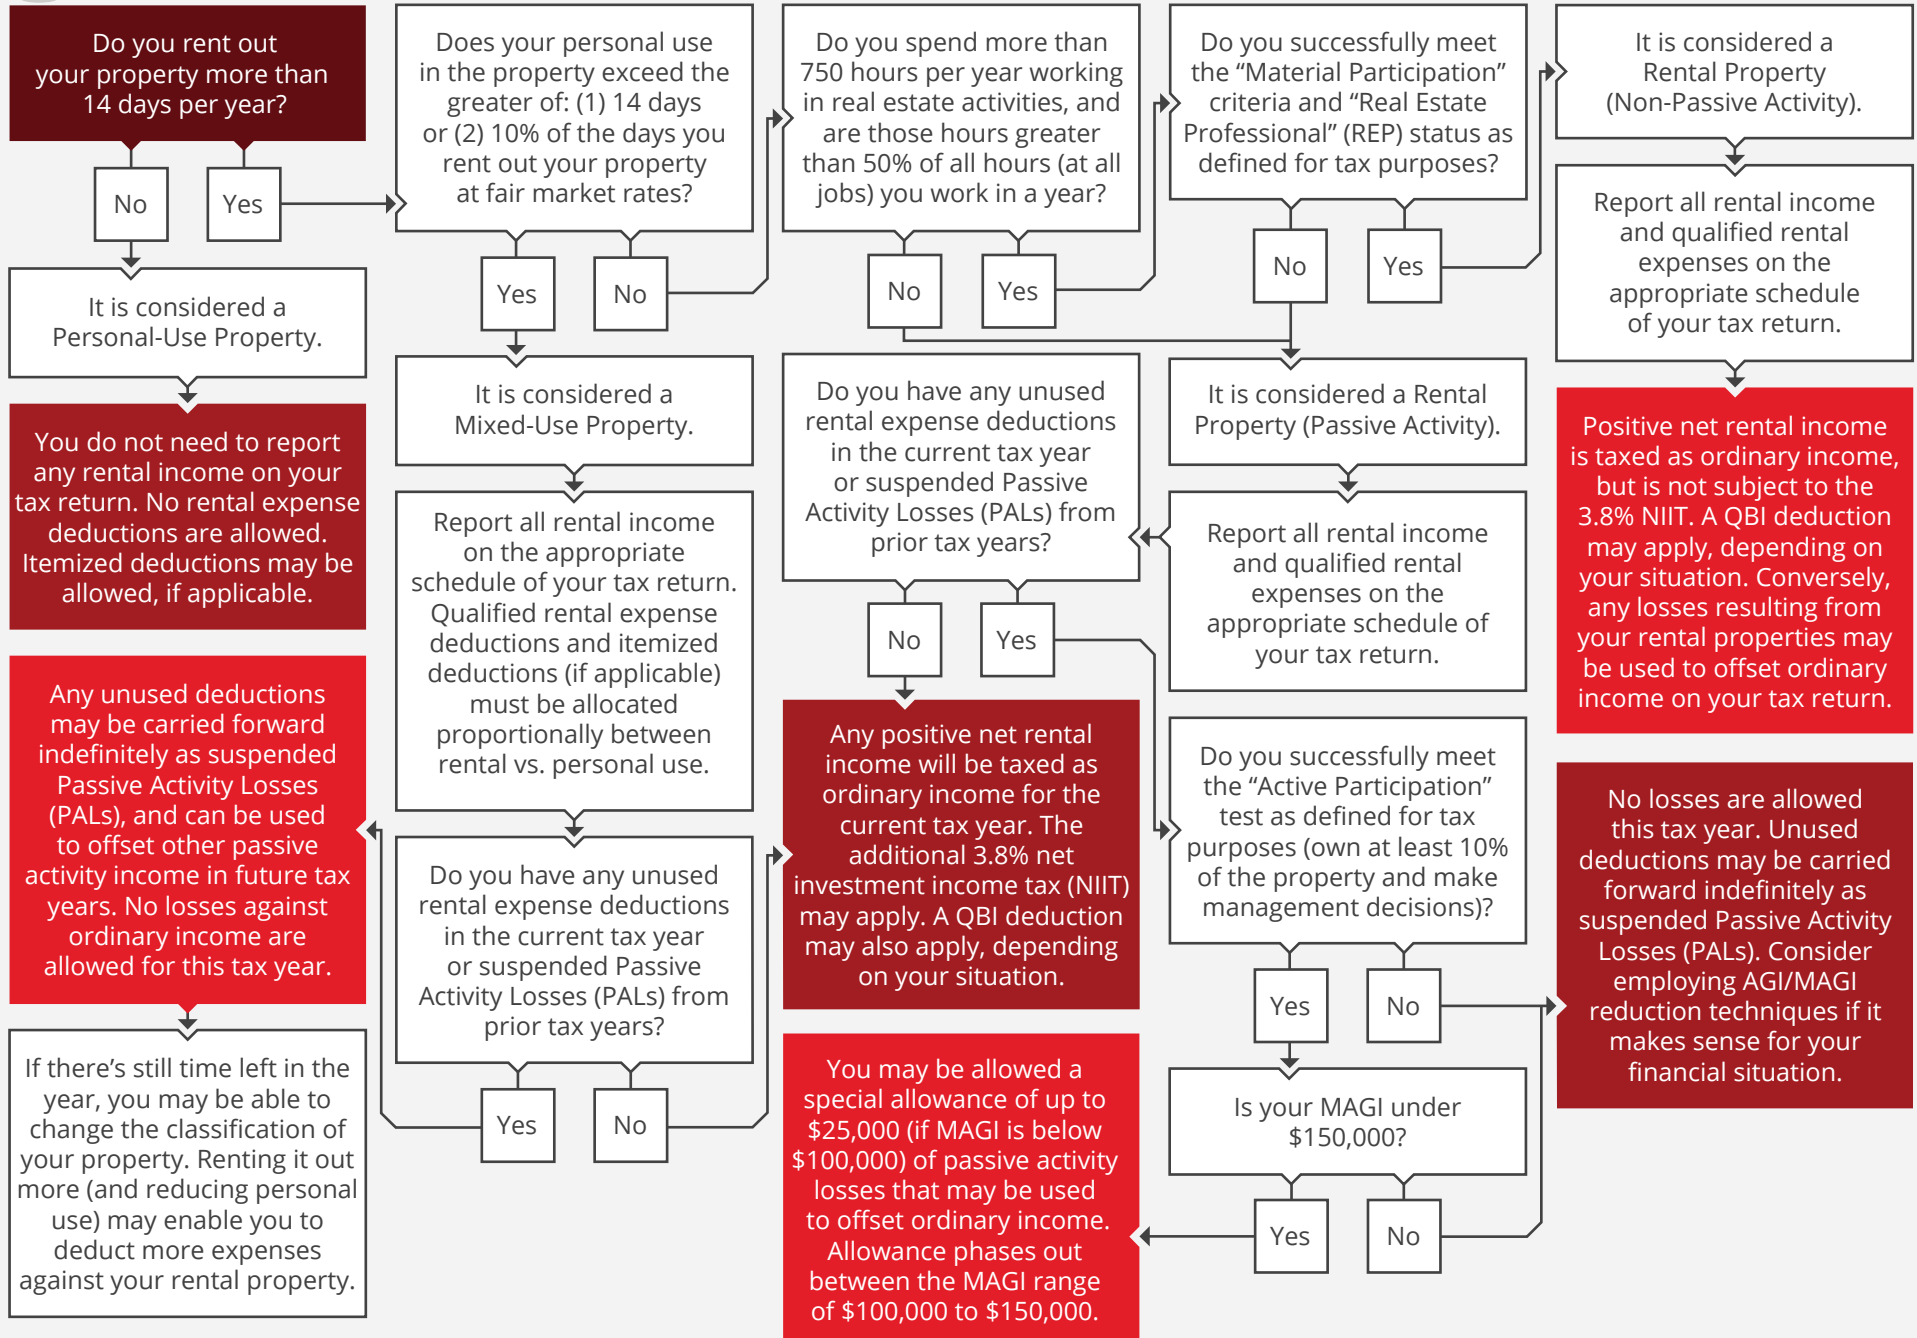 Do you rent out
your property more than
14 days per year?
No
Yes
It is considered a
Personal-Use Property.
You do not need to report
any rental income on your
tax return. No rental expense
deductions are allowed.
Itemized deductions may be
allowed, if applicable.
Any unused deductions
may be carried forward
indefinitely as suspended
Passive Activity Losses
(PALs), and can be used
to offset other passive
activity income in future tax
years. No losses against
ordinary income are
allowed for this tax year.
If there’s still time left in the
year, you may be able to
change the classification of
your property. Renting it out
more (and reducing personal
use) may enable you to
deduct more expenses
against your rental property.
Does your personal use
in the property exceed the
greater of: (1) 14 days
or (2) 10% of the days you
rent out your property
at fair market rates?
Yes
No
It is considered a
Mixed-Use Property.
Report all rental income
on the appropriate
schedule of your tax return.
Qualified rental expense
deductions and itemized
deductions (if applicable)
must be allocated
proportionally between
rental vs. personal use.
Do you have any unused
rental expense deductions
in the current tax year
or suspended Passive
Activity Losses (PALs) from
prior tax years?
Yes
No
Do you spend more than
750 hours per year working
in real estate activities, and
are those hours greater
than 50% of all hours (at all
jobs) you work in a year?
No
Yes
Do you have any unused
rental expense deductions
in the current tax year
or suspended Passive
Activity Losses (PALs) from
prior tax years?
No
Yes
Any positive net rental
income will be taxed as
ordinary income for the
current tax year. The
additional 3.8% net
investment income tax (NIIT)
may apply. A QBI deduction
may also apply, depending
on your situation.
You may be allowed a
special allowance of up to
$25,000 (if MAGI is below
$100,000) of passive activity
losses that may be used
to offset ordinary income.
Allowance phases out
between the MAGI range
of $100,000 to $150,000.
Do you successfully meet
the “Material Participation”
criteria and “Real Estate
Professional” (REP) status as
defined for tax purposes?
No
Yes
It is considered a Rental
Property (Passive Activity).
Report all rental income
and qualified rental
expenses on the
appropriate schedule of
your tax return.
Do you successfully meet
the “Active Participation”
test as defined for tax
purposes (own at least 10%
of the property and make
management decisions)?
Yes
No
Is your MAGI under
$150,000?
Yes
No
It is considered a
Rental Property
(Non-Passive Activity).
Report all rental income
and qualified rental
expenses on the
appropriate schedule
of your tax return.
Positive net rental income
is taxed as ordinary income,
but is not subject to the
3.8% NIIT. A QBI deduction
may apply, depending on
your situation. Conversely,
any losses resulting from
your rental properties may
be used to offset ordinary
income on your tax return.
No losses are allowed
this tax year. Unused
deductions may be carried
forward indefinitely as
suspended Passive Activity
Losses (PALs). Consider
employing AGI/MAGI
reduction techniques if it
makes sense for your
financial situation.